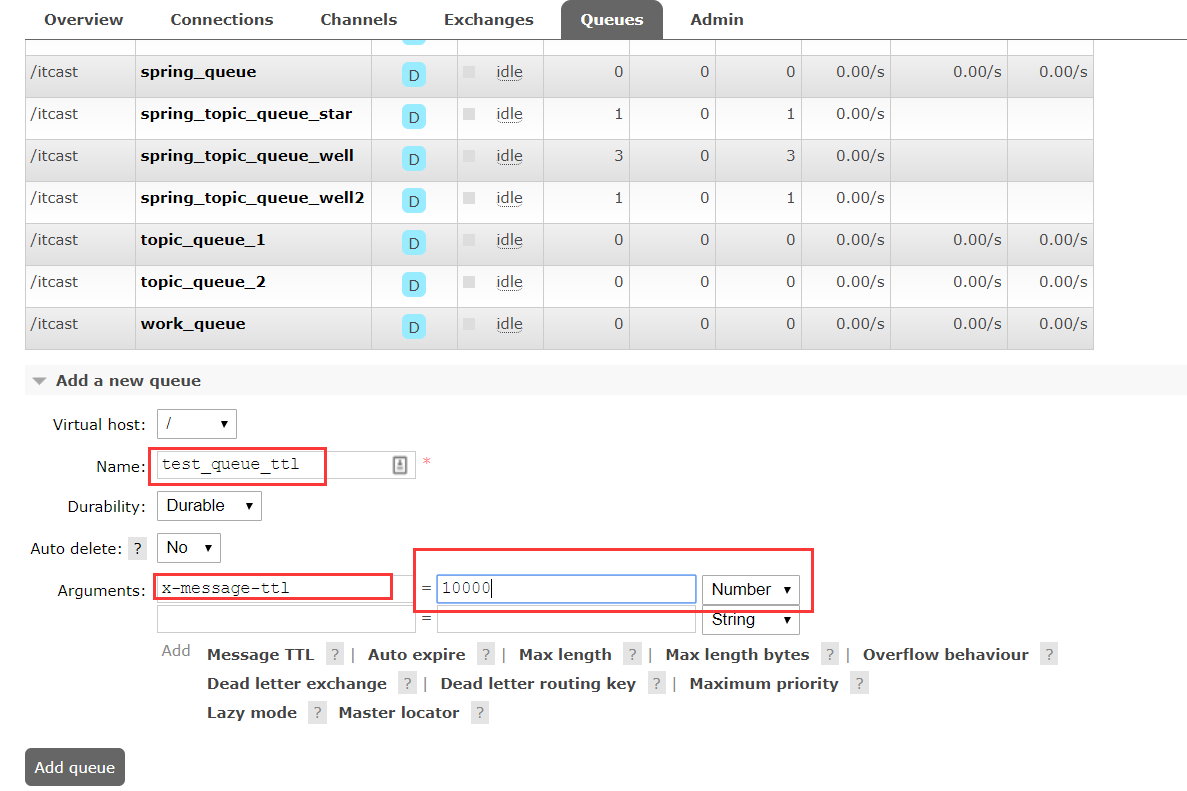 Overview Connections Channels Exchanges Queues Admin
/itcast spring_queue D idle 0 0 0 0.00/s 0.00/s 0.00/s
/itcast spring_topic_queue_star D idle 1 0 1 0.00/s
/itcast spring_topic_queue_well D idle 3 0 3 0.00/s
/itcast spring_topic_queue_well2 D idle 1 0 1 0.00/s
/itcast topic_queue_1 D idle 0 0 0 0.00/s 0.00/s 0.00/s
/itcast topic_queue_2 D idle 0 0 0 0.00/s 0.00/s 0.00/s
/itcast work_queue D idle 0 0 0 0.00/s 0.00/s 0.00/s
Add a new queue
Virtual host: /
Name: test_queue_ttl *
Durability: Durable
Auto delete: ? No
Arguments: x-message-ttl = 10000 Number
= String
Add Message TTL ? | Auto expire ? | Max length ? | Max length bytes ? | Overflow behaviour ?
Dead letter exchange ? | Dead letter routing key ? | Maximum priority ?
Lazy mode ? Master locator ?
Add queue